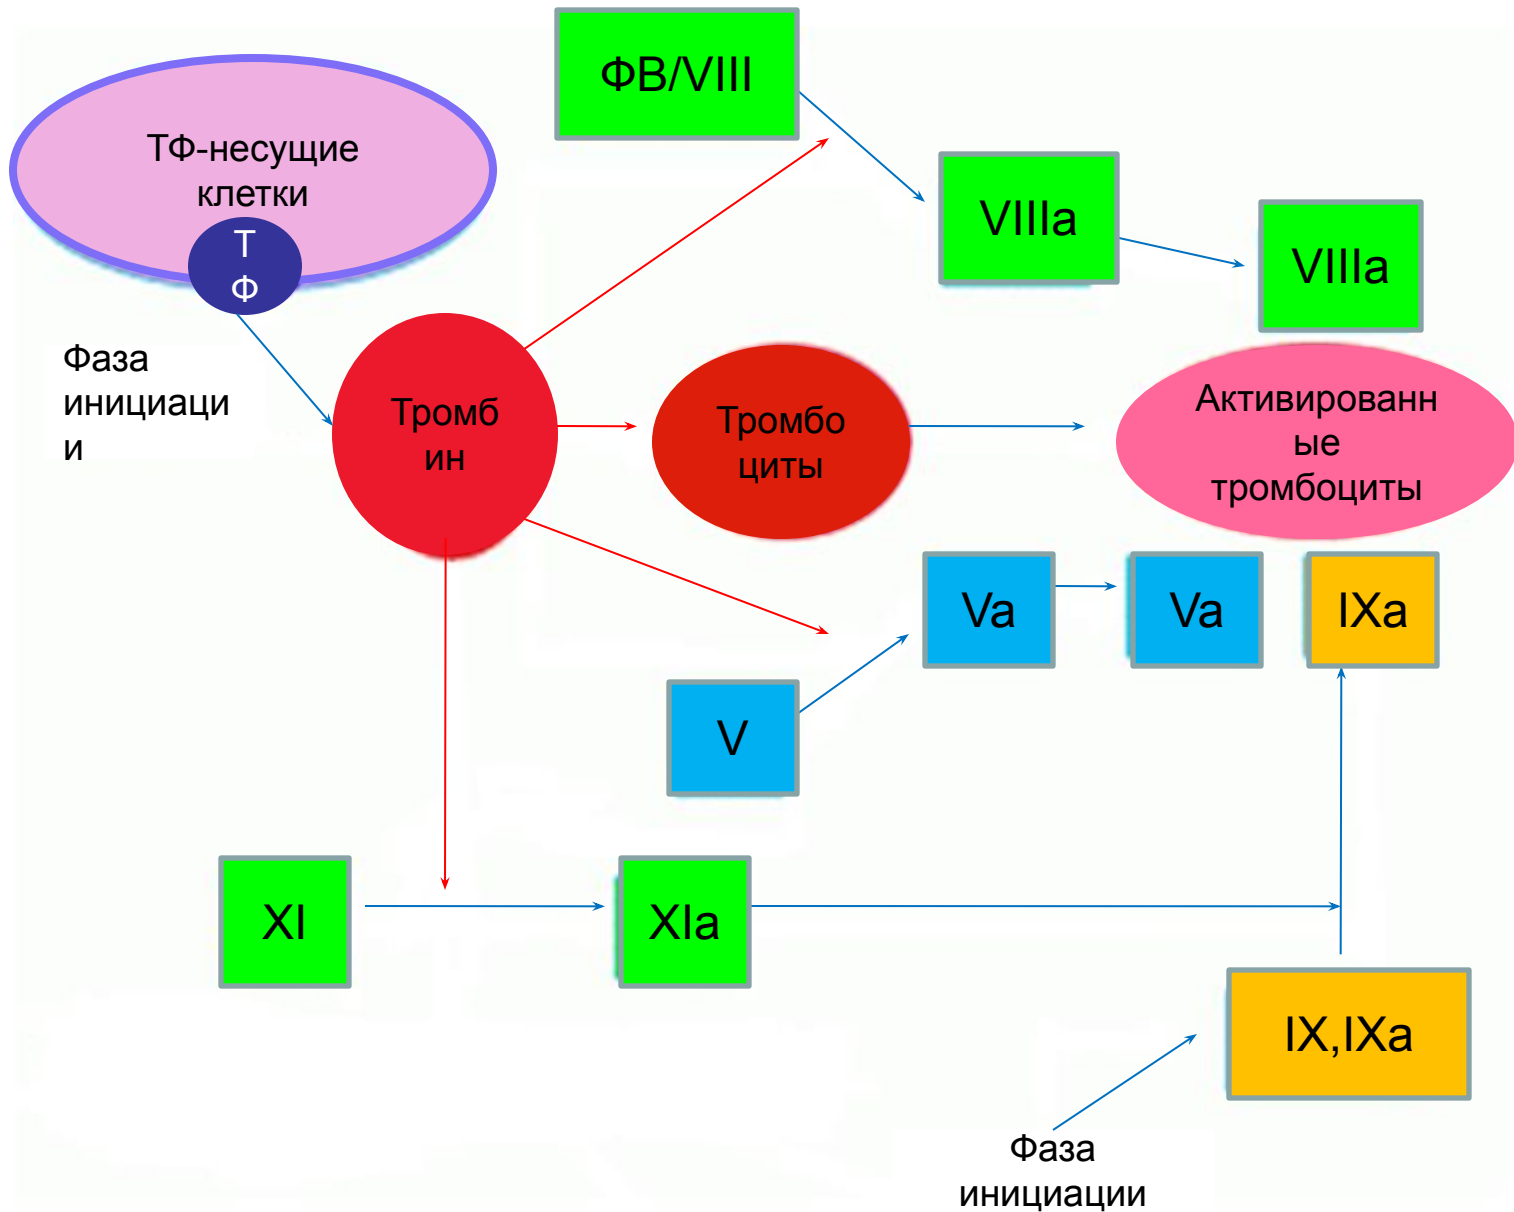 ФВ/VIII
ТФ-несущие
клетки
Т
Ф
VIIIa
VIIIa
Фаза
инициаци
и
Тромб
ин
Тромбо
циты
Активированн
ые
тромбоциты
Va
Va
IXa
V
XI
XIa
IX,IXa
Фаза
инициации